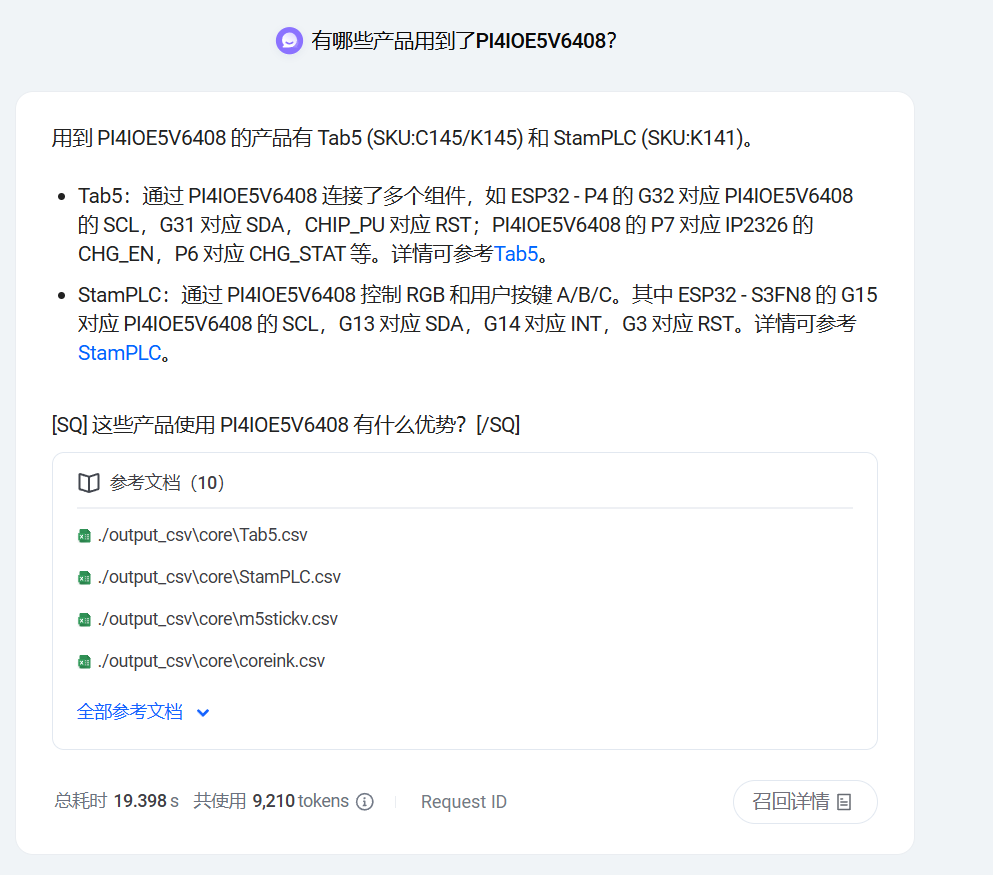 有哪些产品用到了PI4IOE5V6408？
用到 PI4IOE5V6408 的产品有 Tab5 (SKU:C145/K145) 和 StamPLC (SKU:K141)。
• Tab5：通过 PI4IOE5V6408 连接了多个组件，如 ESP32 - P4 的 G32 对应 PI4IOE5V6408
的 SCL，G31 对应 SDA，CHIP_PU 对应 RST；PI4IOE5V6408 的 P7 对应 IP2326 的
CHG_EN，P6 对应 CHG_STAT 等。详情可参考Tab5。
• StamPLC：通过 PI4IOE5V6408 控制 RGB 和用户按键 A/B/C。其中 ESP32 - S3FN8 的 G15
对应 PI4IOE5V6408 的 SCL，G13 对应 SDA，G14 对应 INT，G3 对应 RST。详情可参考
StamPLC。
[SQ] 这些产品使用 PI4IOE5V6408 有什么优势？[/SQ]
参考文档（10）
./output_csv\core\Tab5.csv
./output_csv\core\StamPLC.csv
./output_csv\core\m5stickv.csv
./output_csv\core\coreink.csv
全部参考文档
总耗时 19.398 s 共使用 9,210 tokens Request ID 召回详情